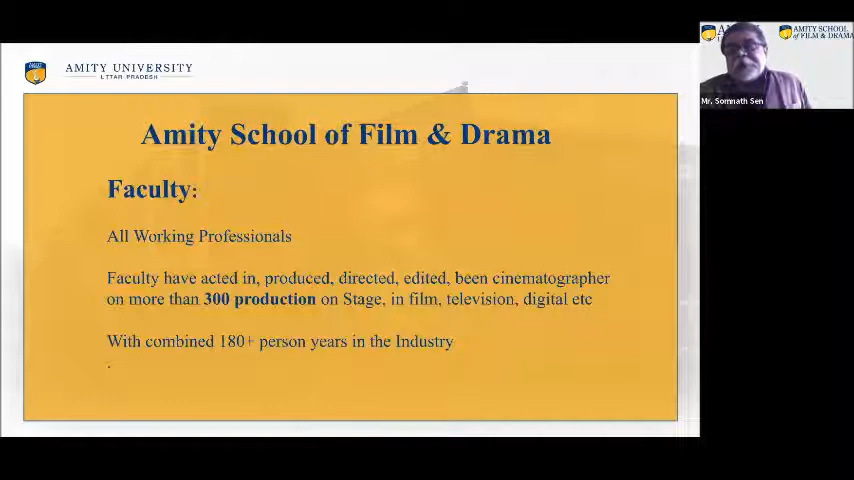 AMITY UNIVERSITY
UTTAR PRADESH
Amity School of Film & Drama
Faculty:
All Working Professionals
Faculty have acted in, produced, directed, edited, been cinematographer
on more than 300 production on Stage, in film, television, digital etc
With combined 180+ person years in the Industry
.
AMITY SCHOOL
of FILM & DRAMA
Mr. Somnath Sen